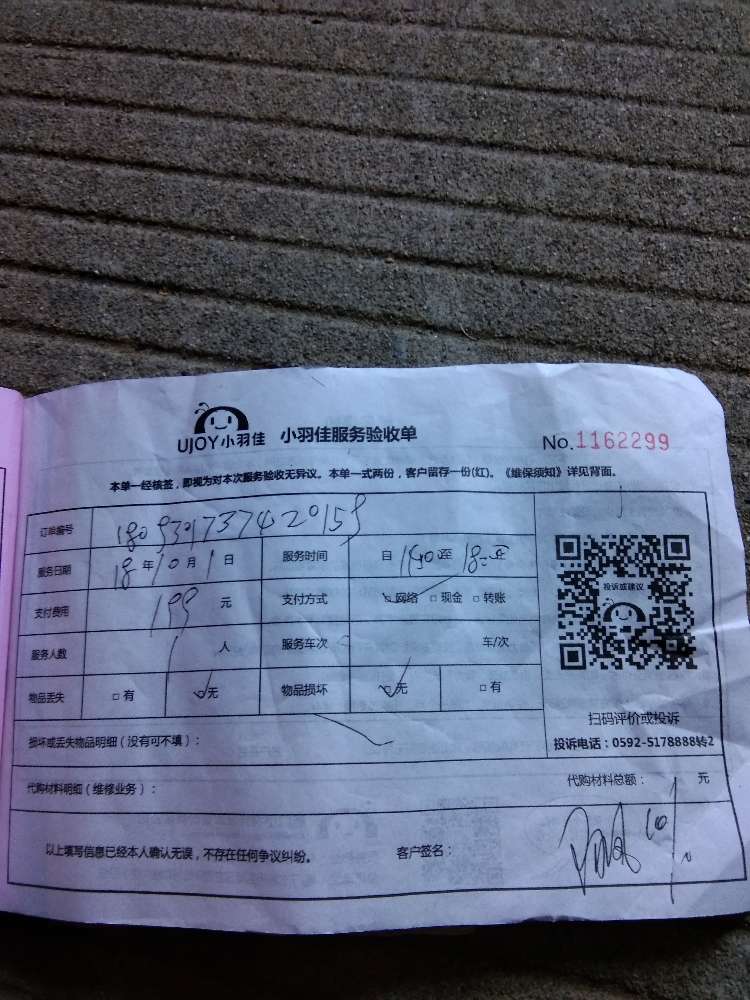 UJOY小羽佳 小羽佳服务验收单 No.1162299
本单一经核签，即视为对本次服务验收无异议。本单一式两份，客户留存一份(红)。《维保须知》详见背面。
订单编号
服务日期 18 年 10 月 1 日 服务时间 自 至
支付费用 199 元 支付方式 网络 现金 转账
服务人数 1 人 服务车次 车/次
物品丢失 有 无 物品损坏 无 有
投诉或建议
扫码评价或投诉
损坏或丢失物品明细（没有可不填）： 投诉电话：0592-5178888转2
代购材料明细（维修业务）： 代购材料总额： 元
以上填写信息已经本人确认无误，不存在任何争议纠纷。 客户签名：